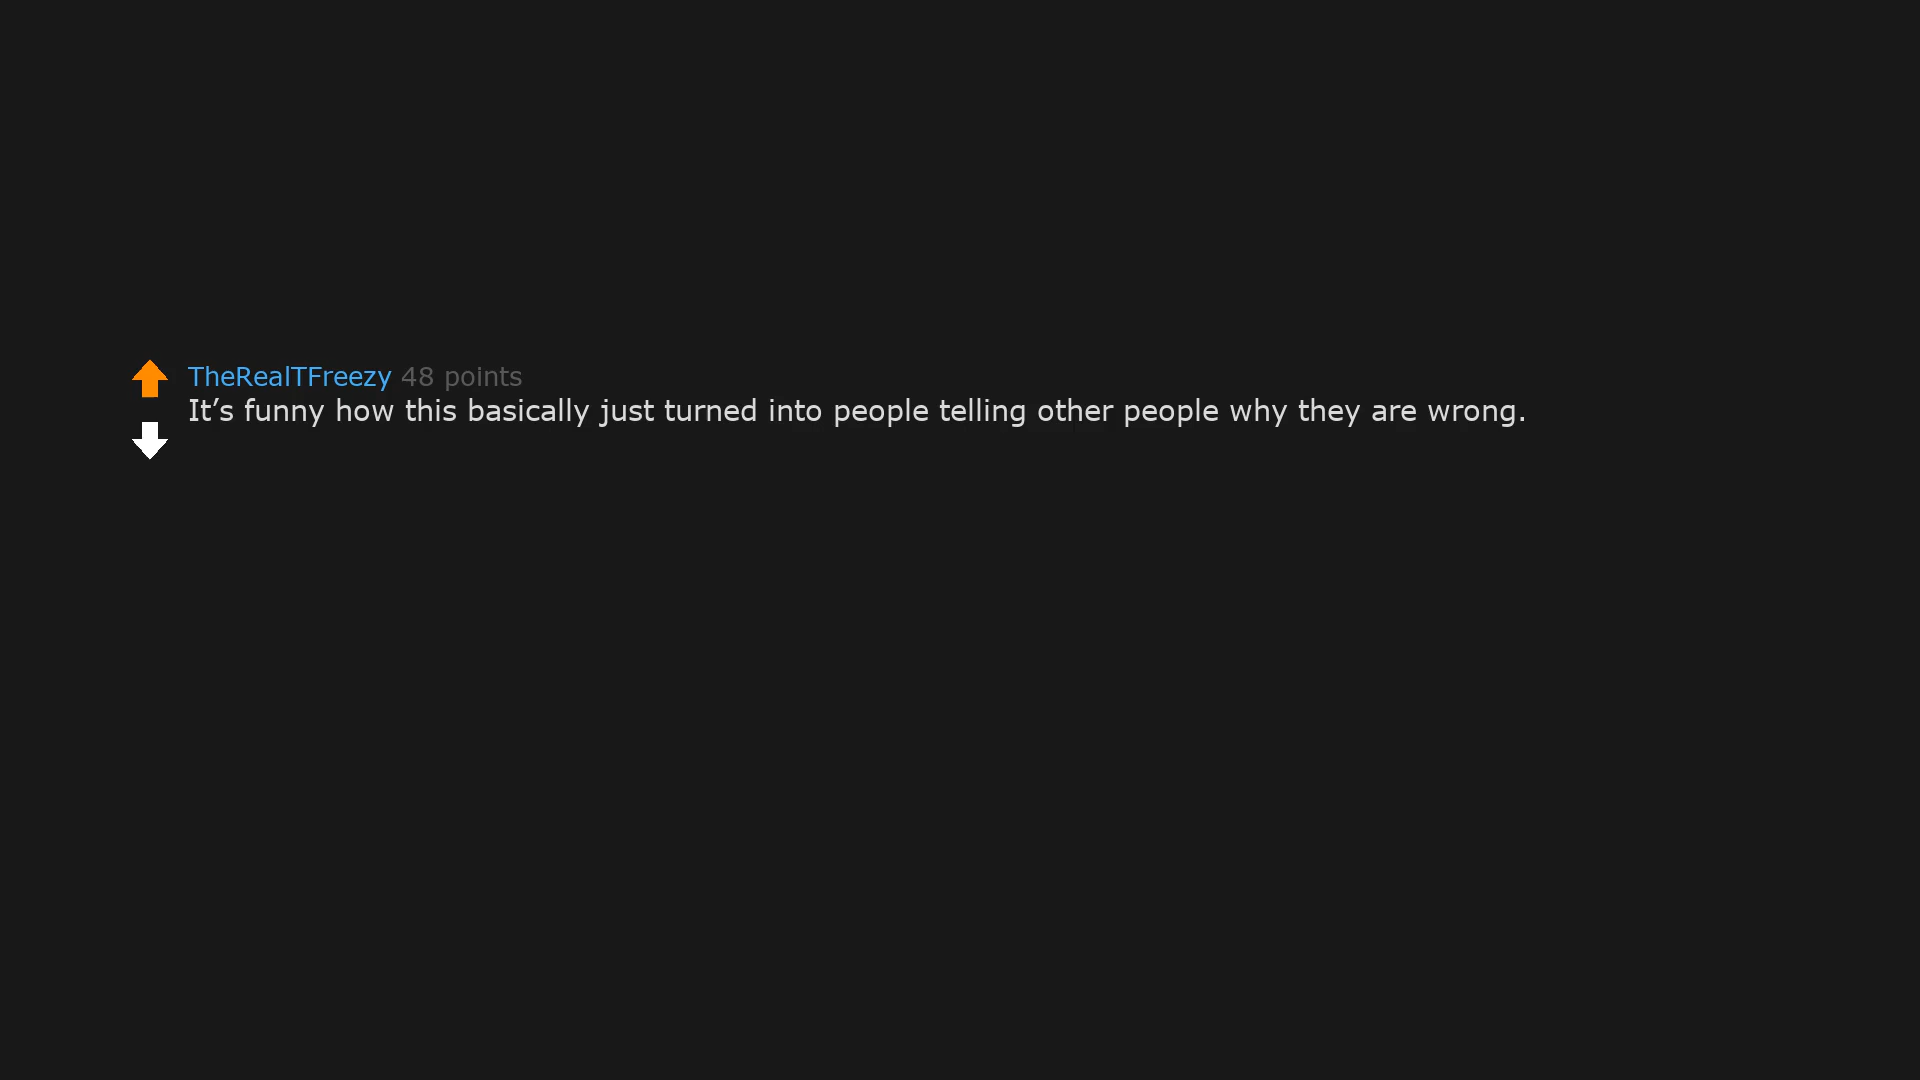 TheRealTFreezy 48 points
It’s funny how this basically just turned into people telling other people why they are wrong.